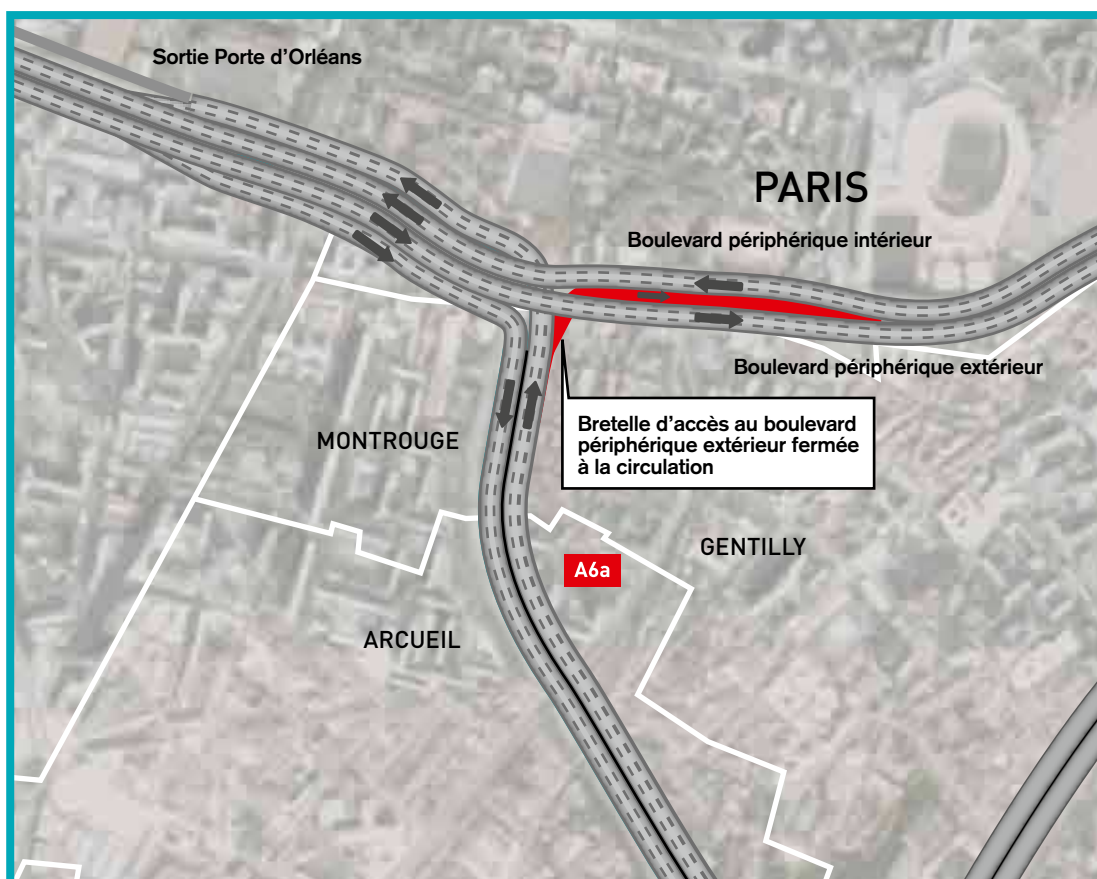 Sortie Porte d'Orléans
PARIS
Boulevard périphérique intérieur
Boulevard périphérique extérieur
Bretelle d'accès au boulevard
périphérique extérieur fermée
à la circulation
MONTROUGE
GENTILLY
A6a
ARCUEIL